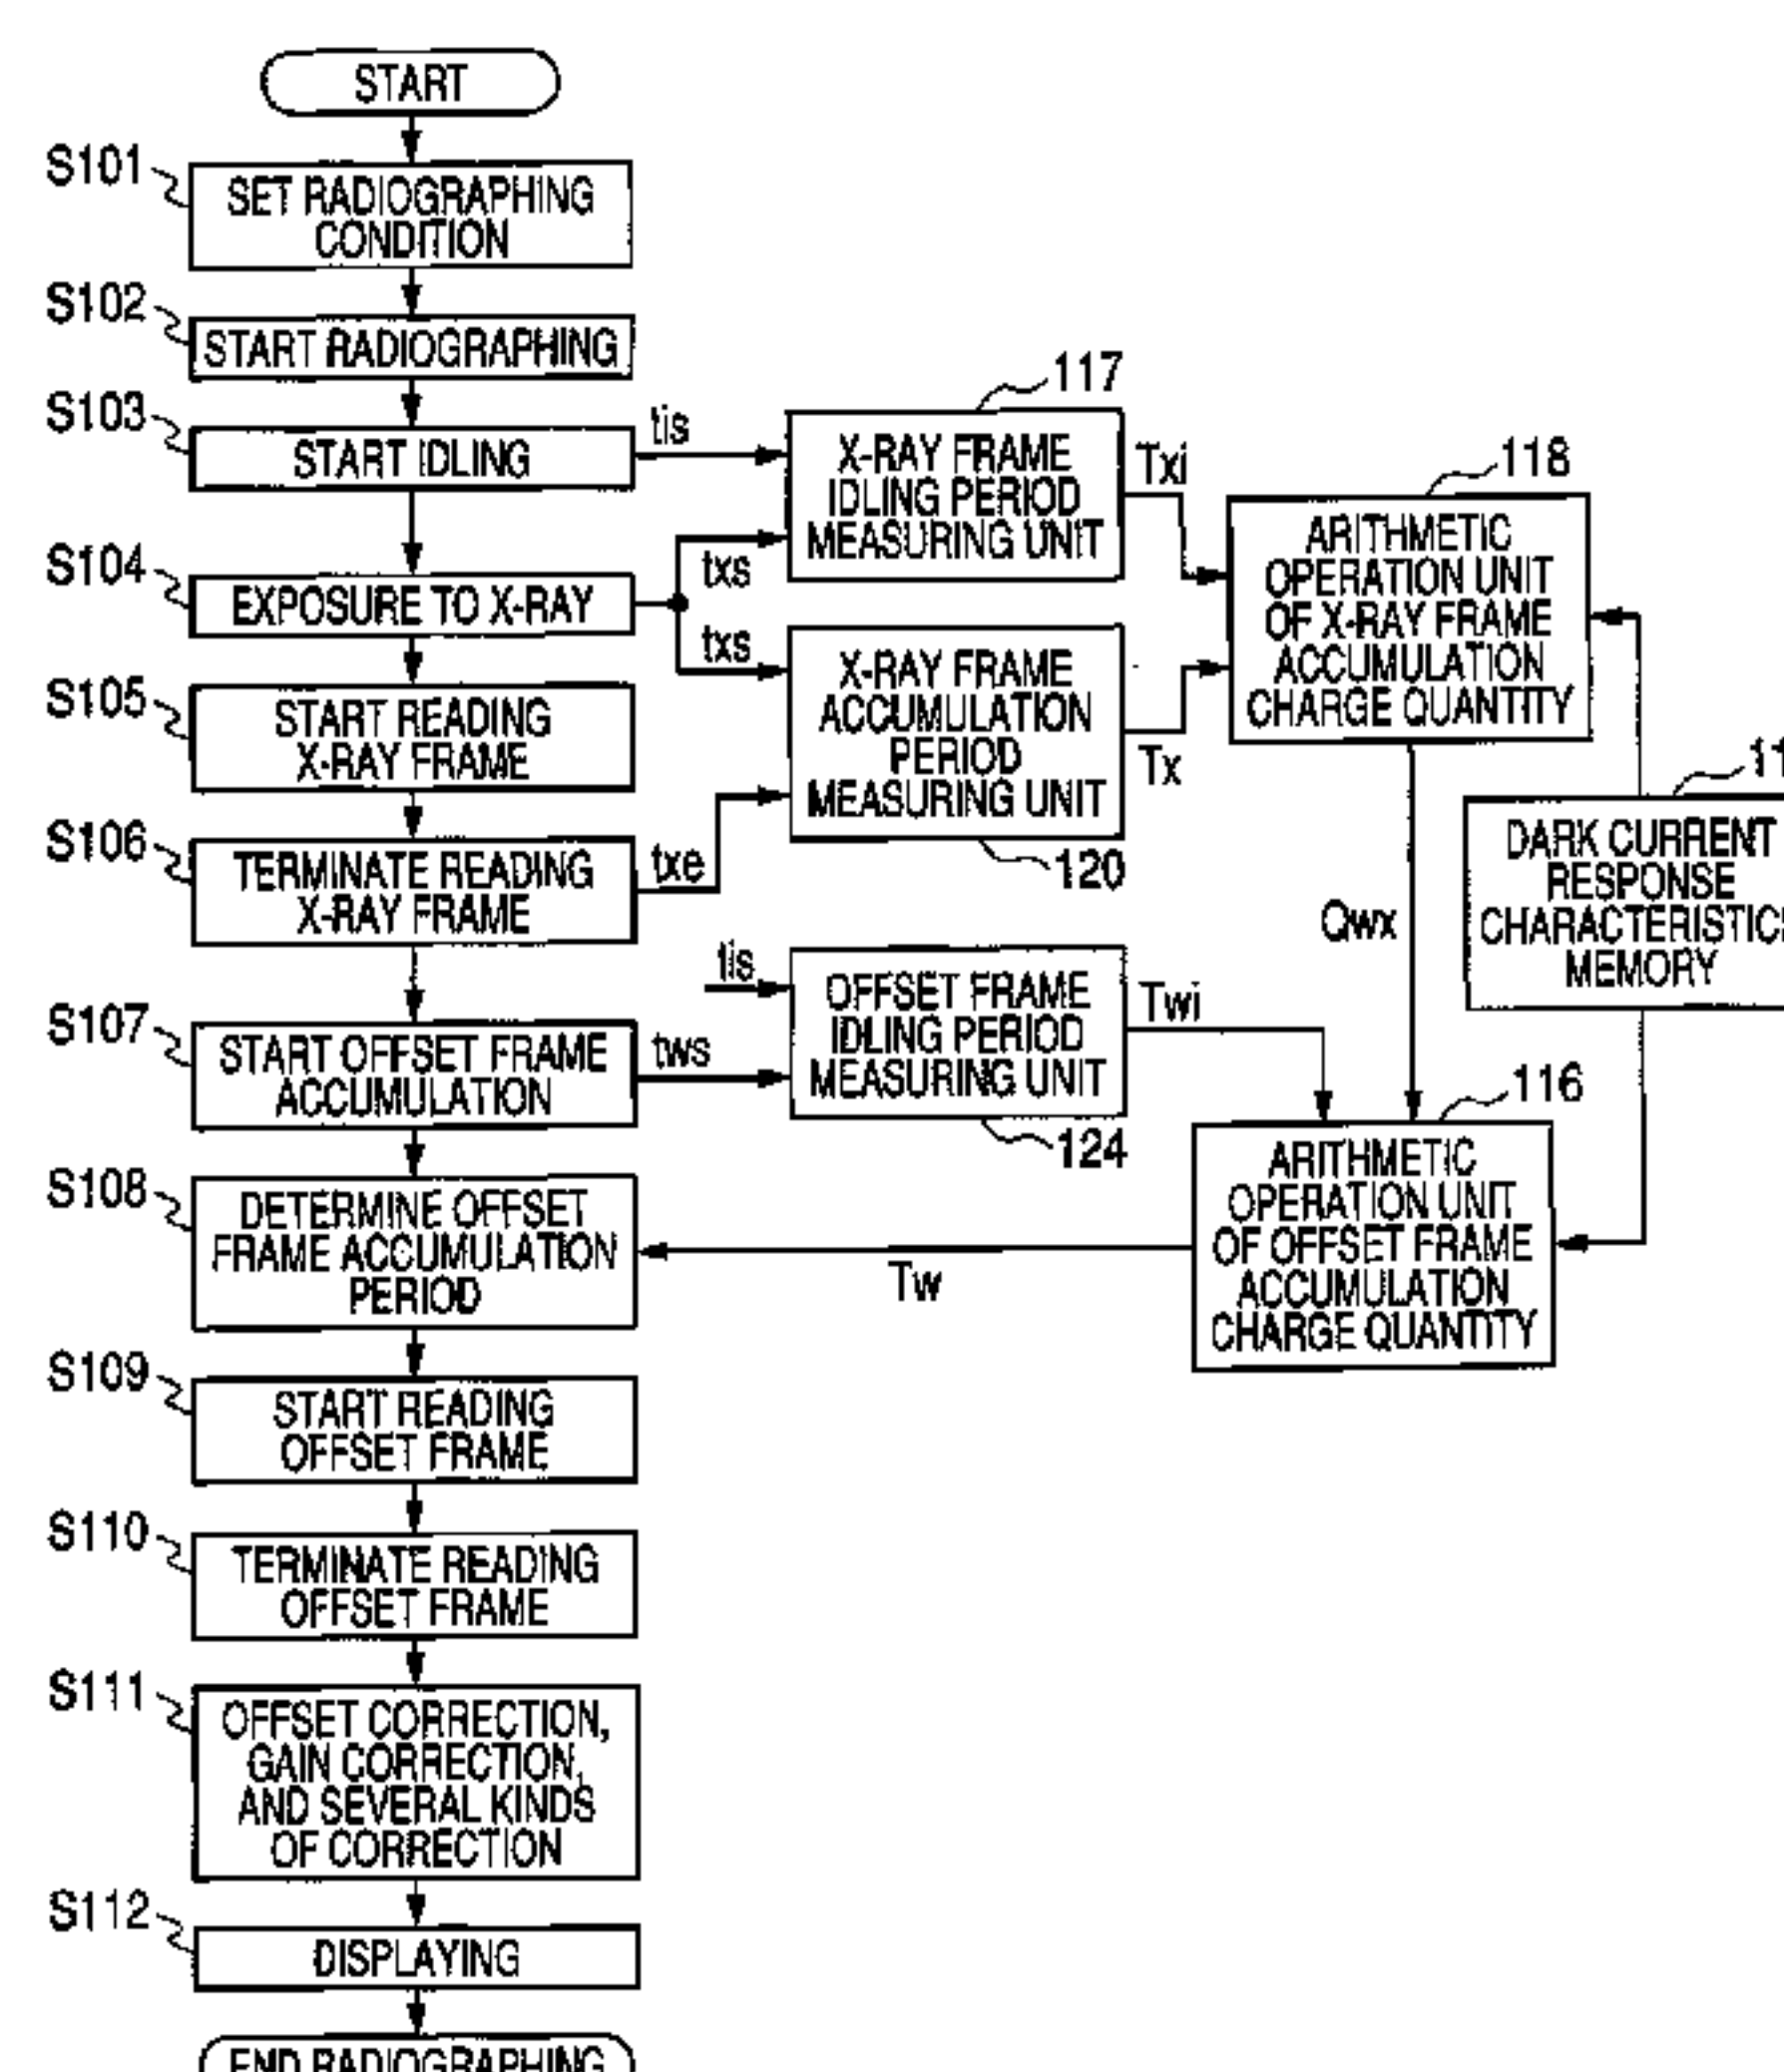 START
S101
SET RADIOGRAPHING
CONDITION
S102
START RADIOGRAPHING
S103
START IDLING
tis
117
X-RAY FRAME
IDLING PERIOD
MEASURING UNIT
Txi
118
ARITHMETIC
OPERATION UNIT
OF X-RAY FRAME
ACCUMULATION
CHARGE QUANTITY
S104
EXPOSURE TO X-RAY
txs
txs
X-RAY FRAME
ACCUMULATION
PERIOD
MEASURING UNIT
Tx
120
S105
START READING
X-RAY FRAME
S106
TERMINATE READING
X-RAY FRAME
txe
Qwx
11
DARK CURRENT
RESPONSE
CHARACTERISTICS
MEMORY
tis
OFFSET FRAME
IDLING PERIOD
MEASURING UNIT
Twi
124
S107
START OFFSET FRAME
ACCUMULATION
tws
116
ARITHMETIC
OPERATION UNIT
OF OFFSET FRAME
ACCUMULATION
CHARGE QUANTITY
S108
DETERMINE OFFSET
FRAME ACCUMULATION
PERIOD
Tw
S109
START READING
OFFSET FRAME
S110
TERMINATE READING
OFFSET FRAME
S111
OFFSET CORRECTION,
GAIN CORRECTION,
AND SEVERAL KINDS
OF CORRECTION
S112
DISPLAYING
END RADIOGRAPHING